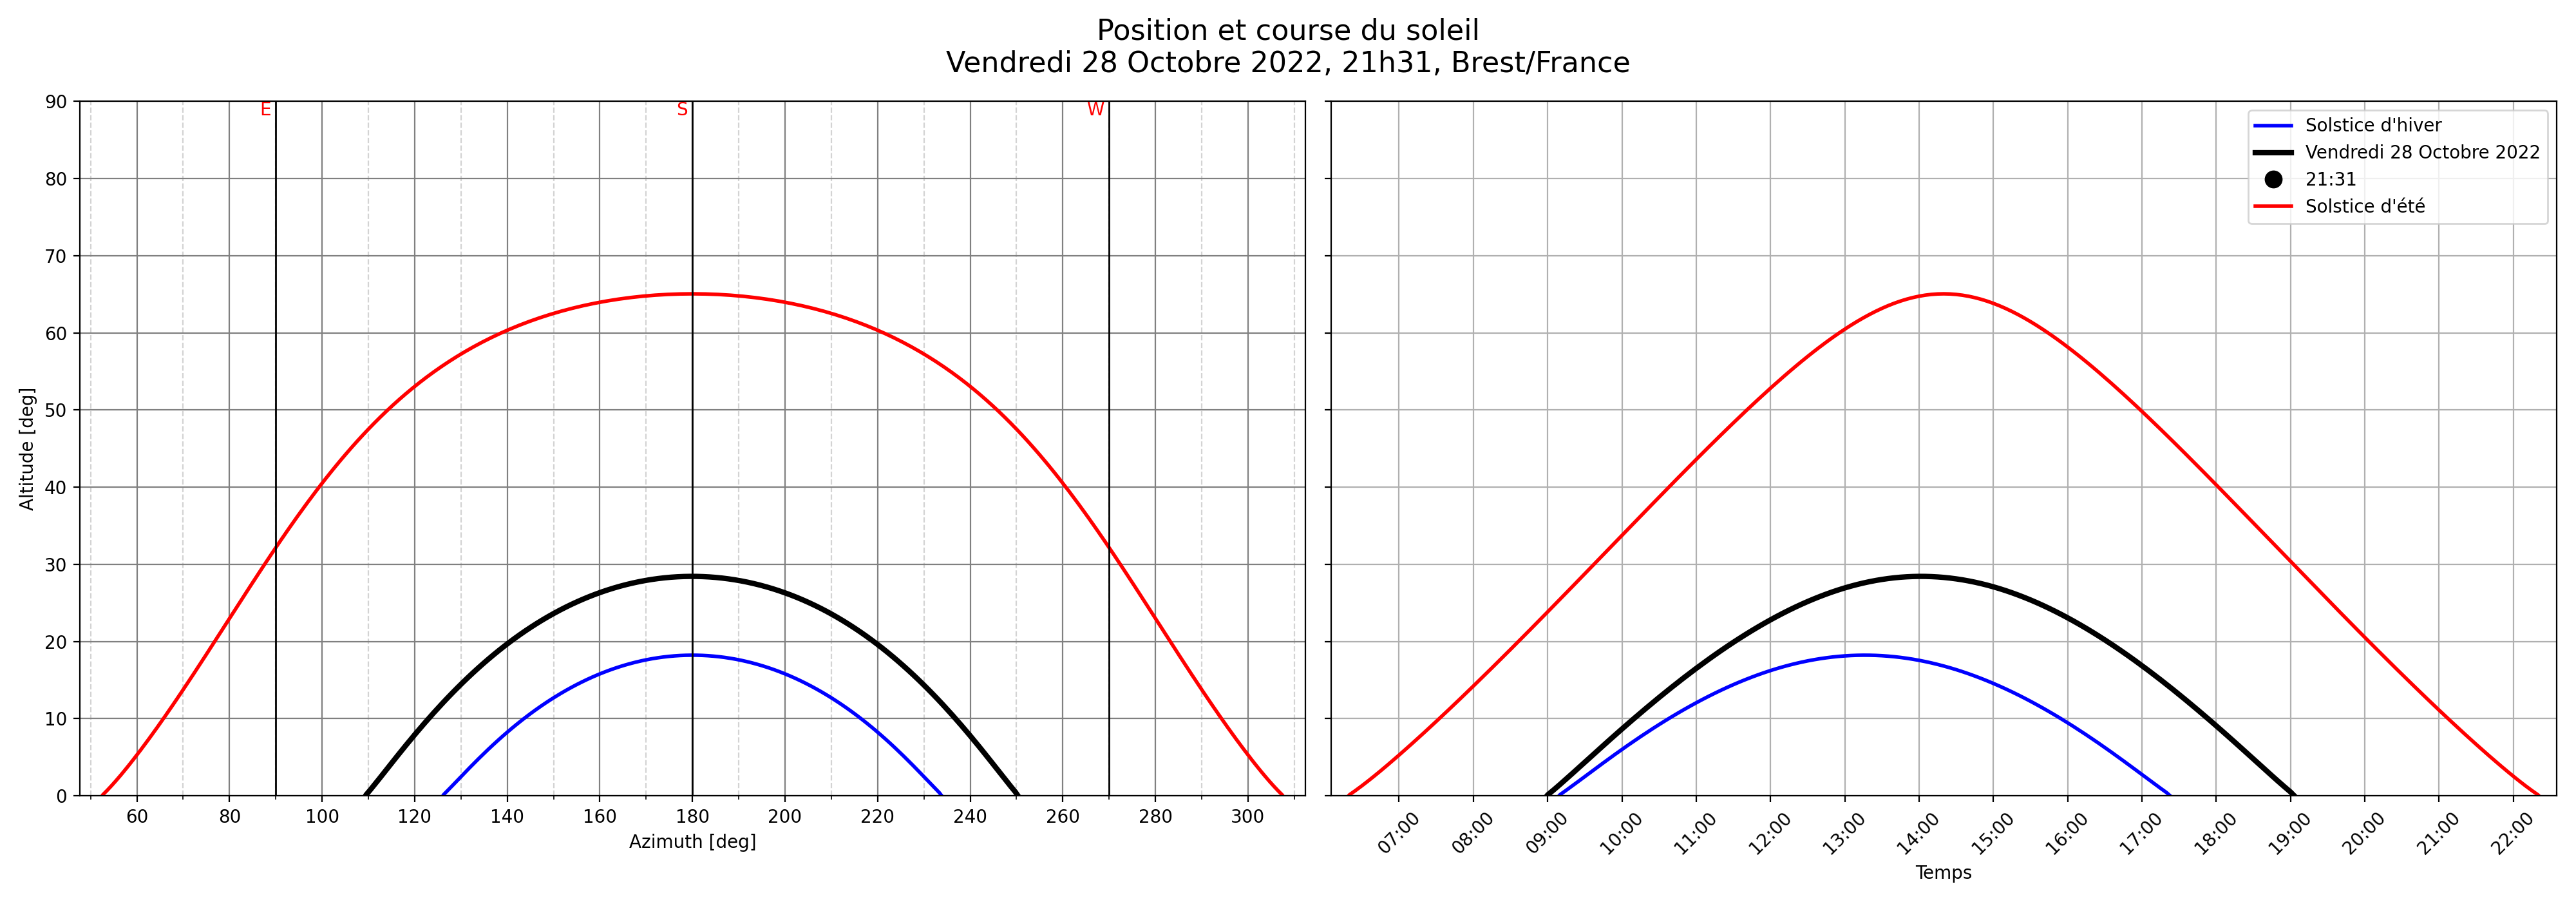 Position et course du soleil
Vendredi 28 Octobre 2022, 21h31, Brest/France
E S W
90
80
70
60
50
40
30
20
10
0
Altitude [deg]
60 80 100 120 140 160 180 200 220 240 260 280 300
Azimuth [deg]
Solstice d'hiver
Vendredi 28 Octobre 2022
21:31
Solstice d'été
07:00 08:00 09:00 10:00 11:00 12:00 13:00 14:00 15:00 16:00 17:00 18:00 19:00 20:00 21:00 22:00
Temps